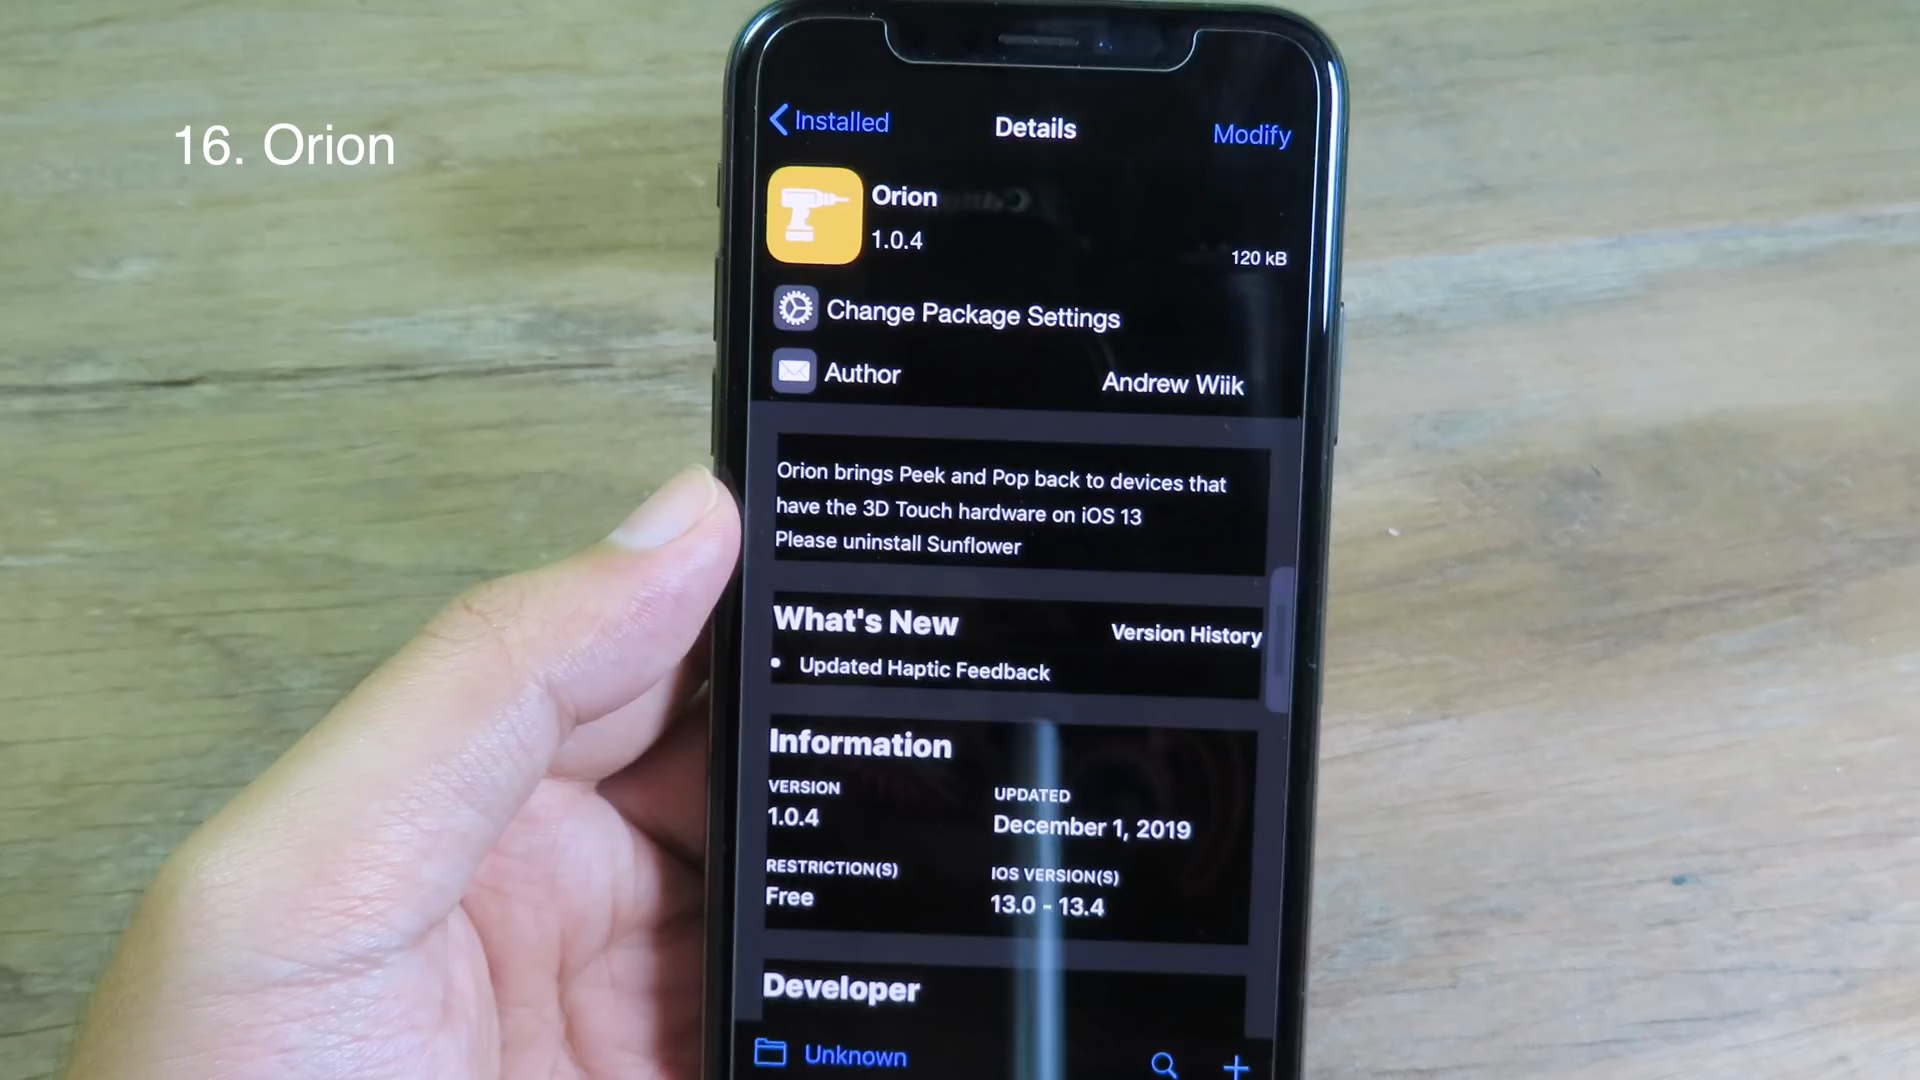 16. Orion
Installed
Details
Modify
Orion
1.0.4
120 kB
Change Package Settings
Author
Andrew Wiik
Orion brings Peek and Pop back to devices that
have the 3D Touch hardware on iOS 13
Please uninstall Sunflower
What's New
Version History
• Updated Haptic Feedback
Information
VERSION
1.0.4
UPDATED
December 1, 2019
RESTRICTION(S)
Free
IOS VERSION(S)
13.0 - 13.4
Developer
Unknown